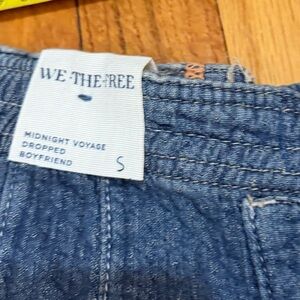 WE·THE·FREE
MIDNIGHT VOYAGE
DROPPED
BOYFRIEND
S